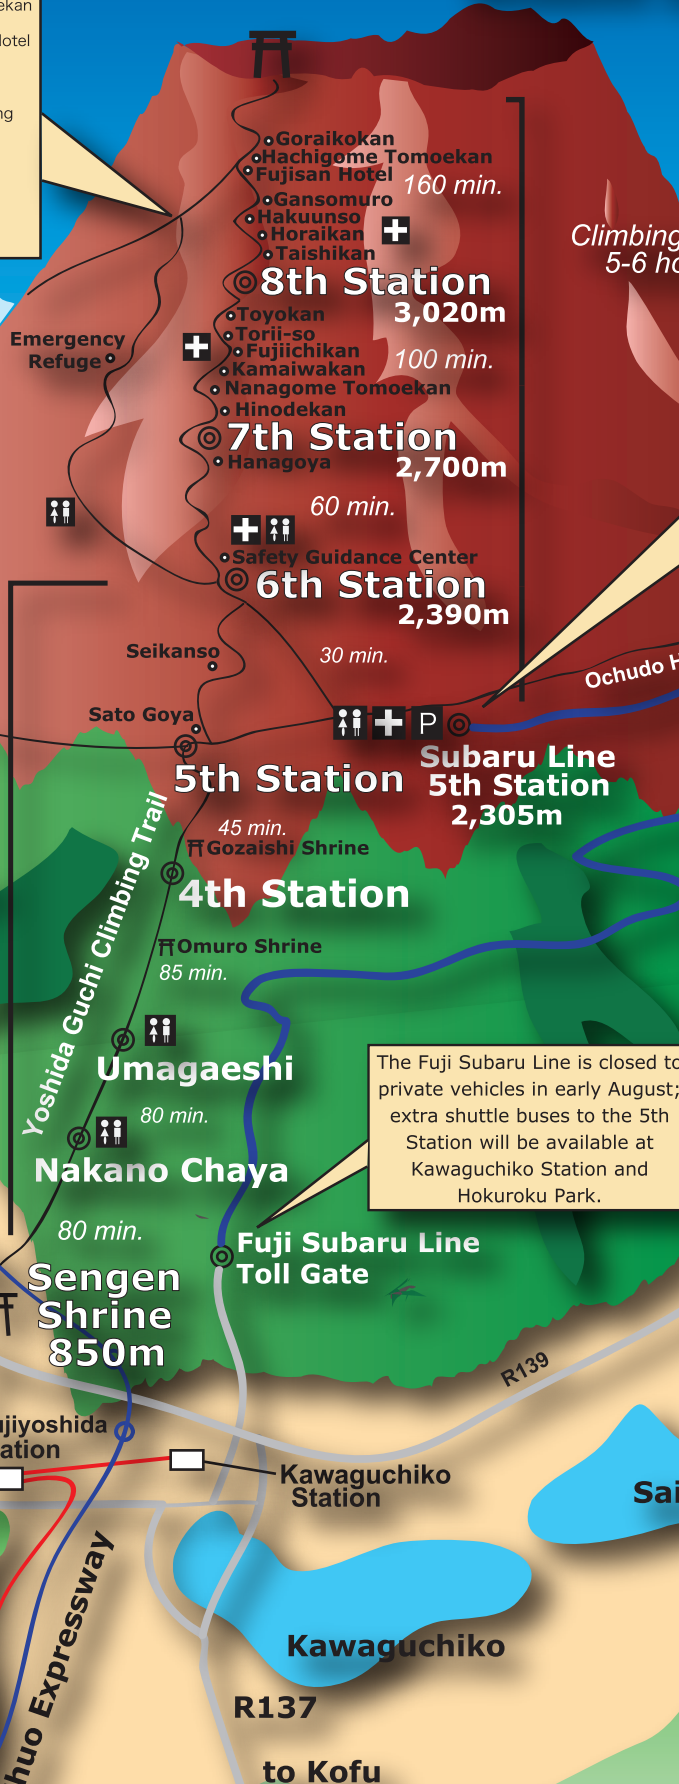 Goraikokan
Hachigome Tomoekan
Fujisan Hotel
160 min.
Gansomuro
Hakuunso
Horaikan
Taishikan
Climbing
8th Station
3,020m
Toyokan
Torii-so
Emergency
Refuge
Fujiichikan
100 min.
Kamaiwakan
Nanagome Tomoekan
Hinodekan
7th Station
Hanagoya
2,700m
60 min.
Safety Guidance Center
6th Station
2,390m
Seikanso
30 min.
Ochudo
Sato Goya
P
Subaru Line
5th Station
2,305m
5th Station
45 min.
Gozaishi Shrine
4th Station
Yoshida Guchi Climbing Trail
Omuro Shrine
85 min.
Umagaeshi
The Fuji Subaru Line is closed to
private vehicles in early August;
extra shuttle buses to the 5th
Station will be available at
Kawaguchiko Station and
Hokuroku Park.
80 min.
Nakano Chaya
80 min.
Fuji Subaru Line
Toll Gate
Sengen
Shrine
850m
R139
Kawaguchiko
Station
Kawaguchiko
Expressway
R137
to Kofu